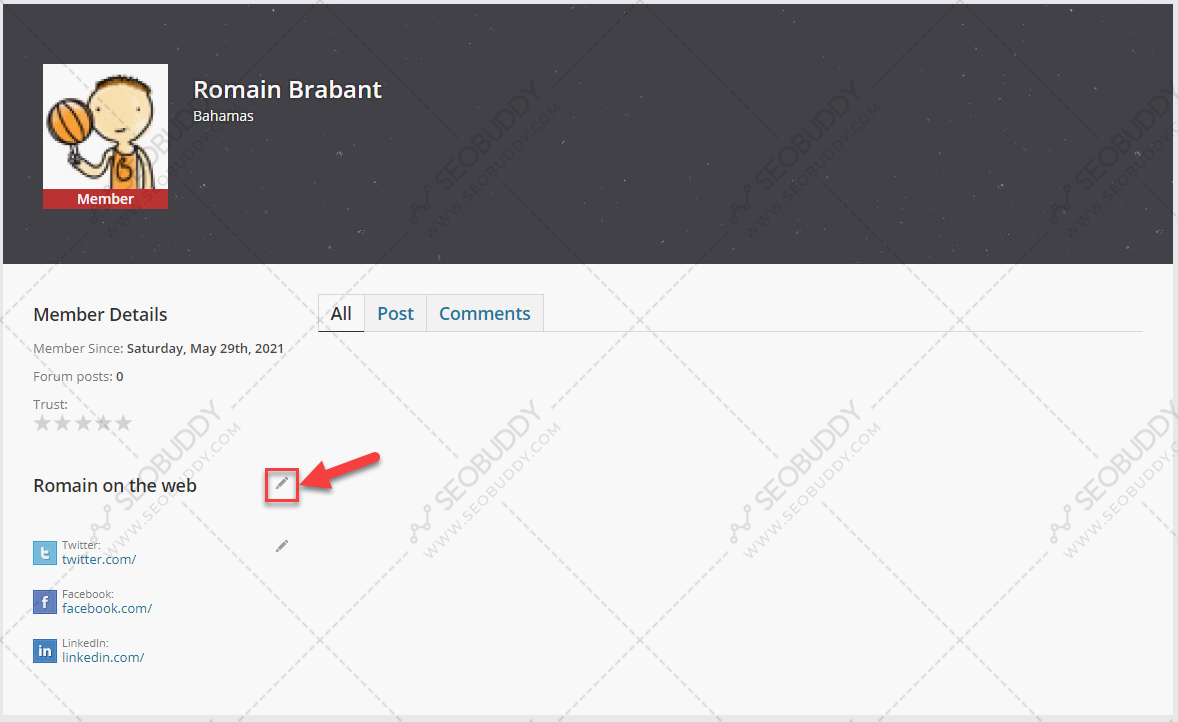 Romain Brabant
Bahamas
Member
Member Details
Member Since: Saturday, May 29th, 2021
Forum posts: 0
Trust:
All
Post
Comments
Romain on the web
Twitter:
twitter.com/
Facebook:
facebook.com/
LinkedIn:
linkedin.com/
SEOBUDDY
WWW.SEOBUDDY.COM